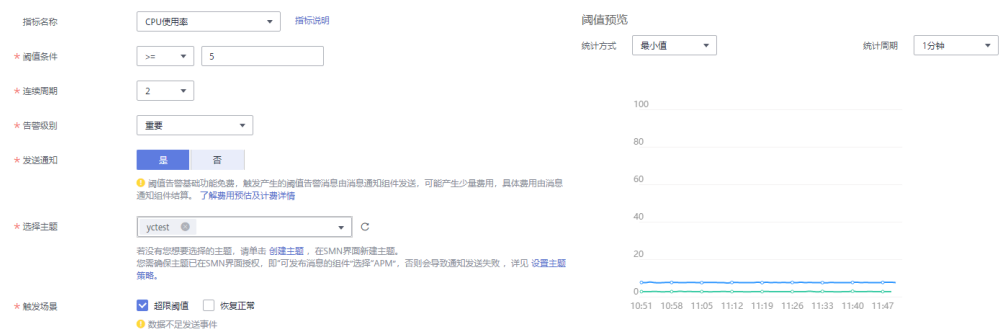 指标名称 CPU使用率 指标说明
* 阈值条件 >= 5
* 连续周期 2
* 告警级别 重要
* 发送通知 是 否
阈值告警基础功能免费，触发产生的阈值告警消息由消息通知组件发送，可能产生少量费用，具体费用由消息
通知组件结算。 了解费用预估及计费详情
* 选择主题 yctest
若没有您想要选择的主题，请单击 创建主题 ，在SMN界面新建主题。
您需确保主题已在SMN界面授权，即“可发布消息的组件”选择“APM”，否则会导致通知发送失败 ，详见 设置主题
策略。
* 触发场景 超限阈值 恢复正常
数据不足发送事件
阈值预览
统计方式 最小值 统计周期 1分钟
100
80
60
40
20
0
10:51 10:58 11:05 11:12 11:19 11:26 11:33 11:40 11:47